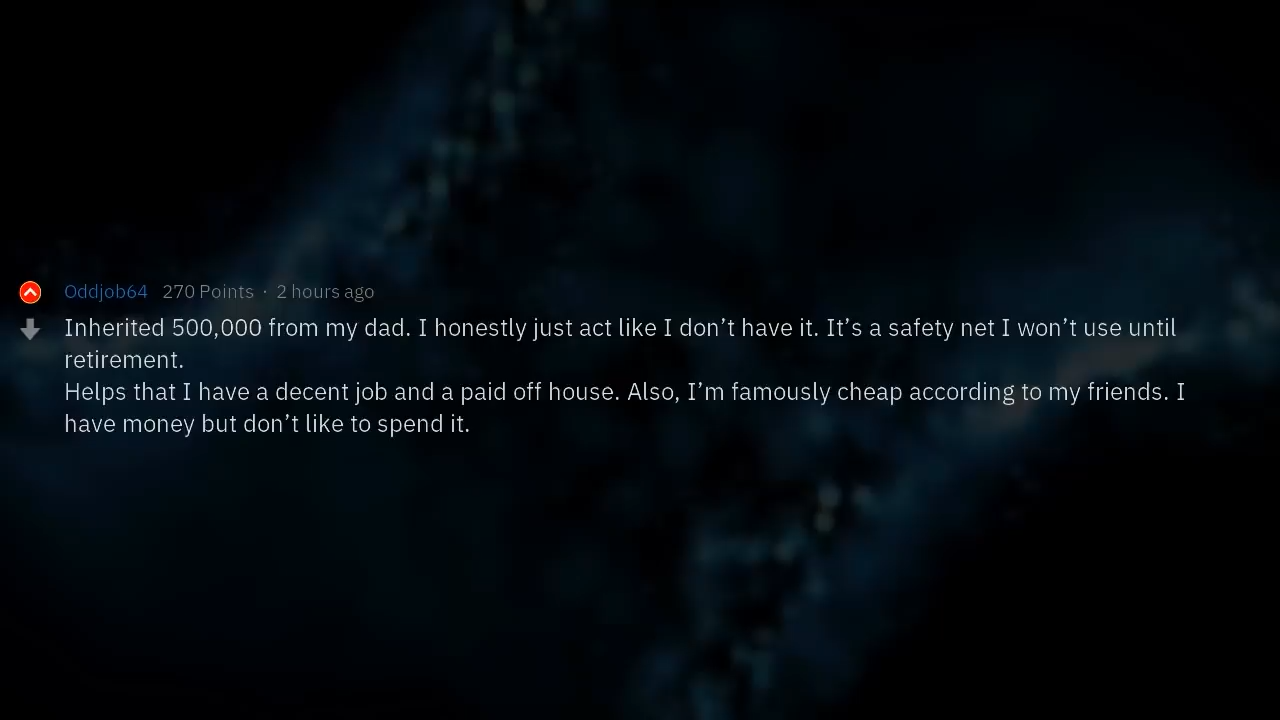 Oddjob64 270 Points · 2 hours ago
Inherited 500,000 from my dad. I honestly just act like I don’t have it. It’s a safety net I won’t use until
retirement.
Helps that I have a decent job and a paid off house. Also, I’m famously cheap according to my friends. I
have money but don’t like to spend it.